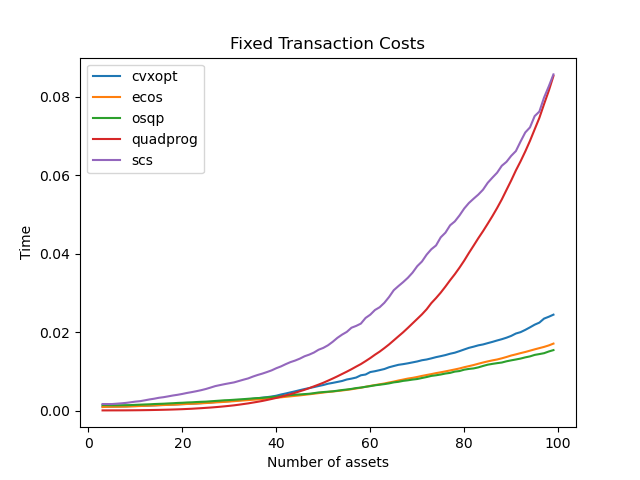 Fixed Transaction Costs
cvxopt
ecos
osqp
quadprog
scs
0.08
0.06
0.04
0.02
0.00
Time
0
20
40
60
80
100
Number of assets